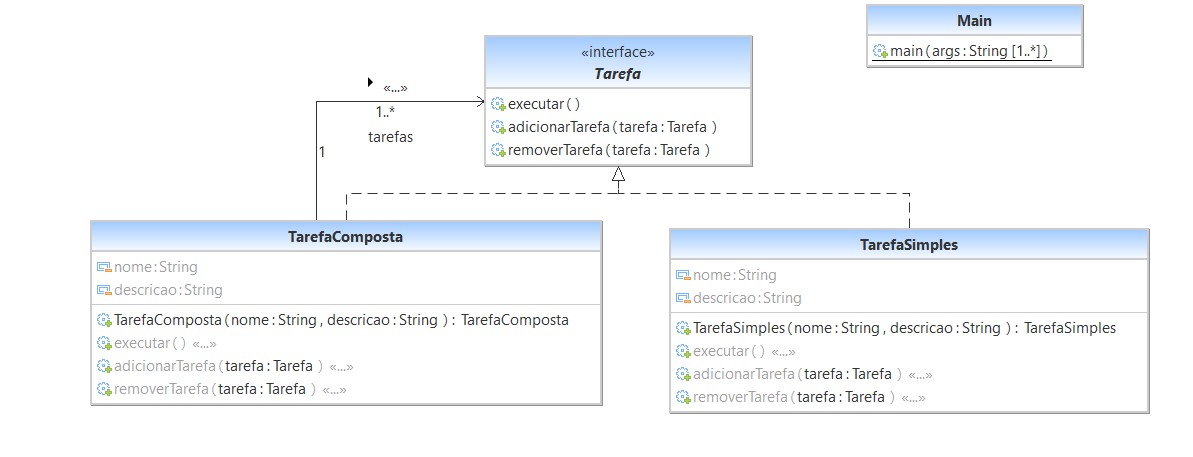 Main
main(args:String [1..*])
«interface»
Tarefa
executar()
adicionarTarefa(tarefa:Tarefa )
removerTarefa(tarefa:Tarefa )
«...»
1..*
tarefas
1
TarefaComposta
nome:String
descricao:String
TarefaComposta(nome:String, descricao:String ): TarefaComposta
executar() «...»
adicionarTarefa(tarefa:Tarefa ) «...»
removerTarefa(tarefa:Tarefa ) «...»
TarefaSimples
nome:String
descricao:String
TarefaSimples(nome:String, descricao:String ): TarefaSimples
executar() «...»
adicionarTarefa(tarefa:Tarefa ) «...»
removerTarefa(tarefa:Tarefa ) «...»